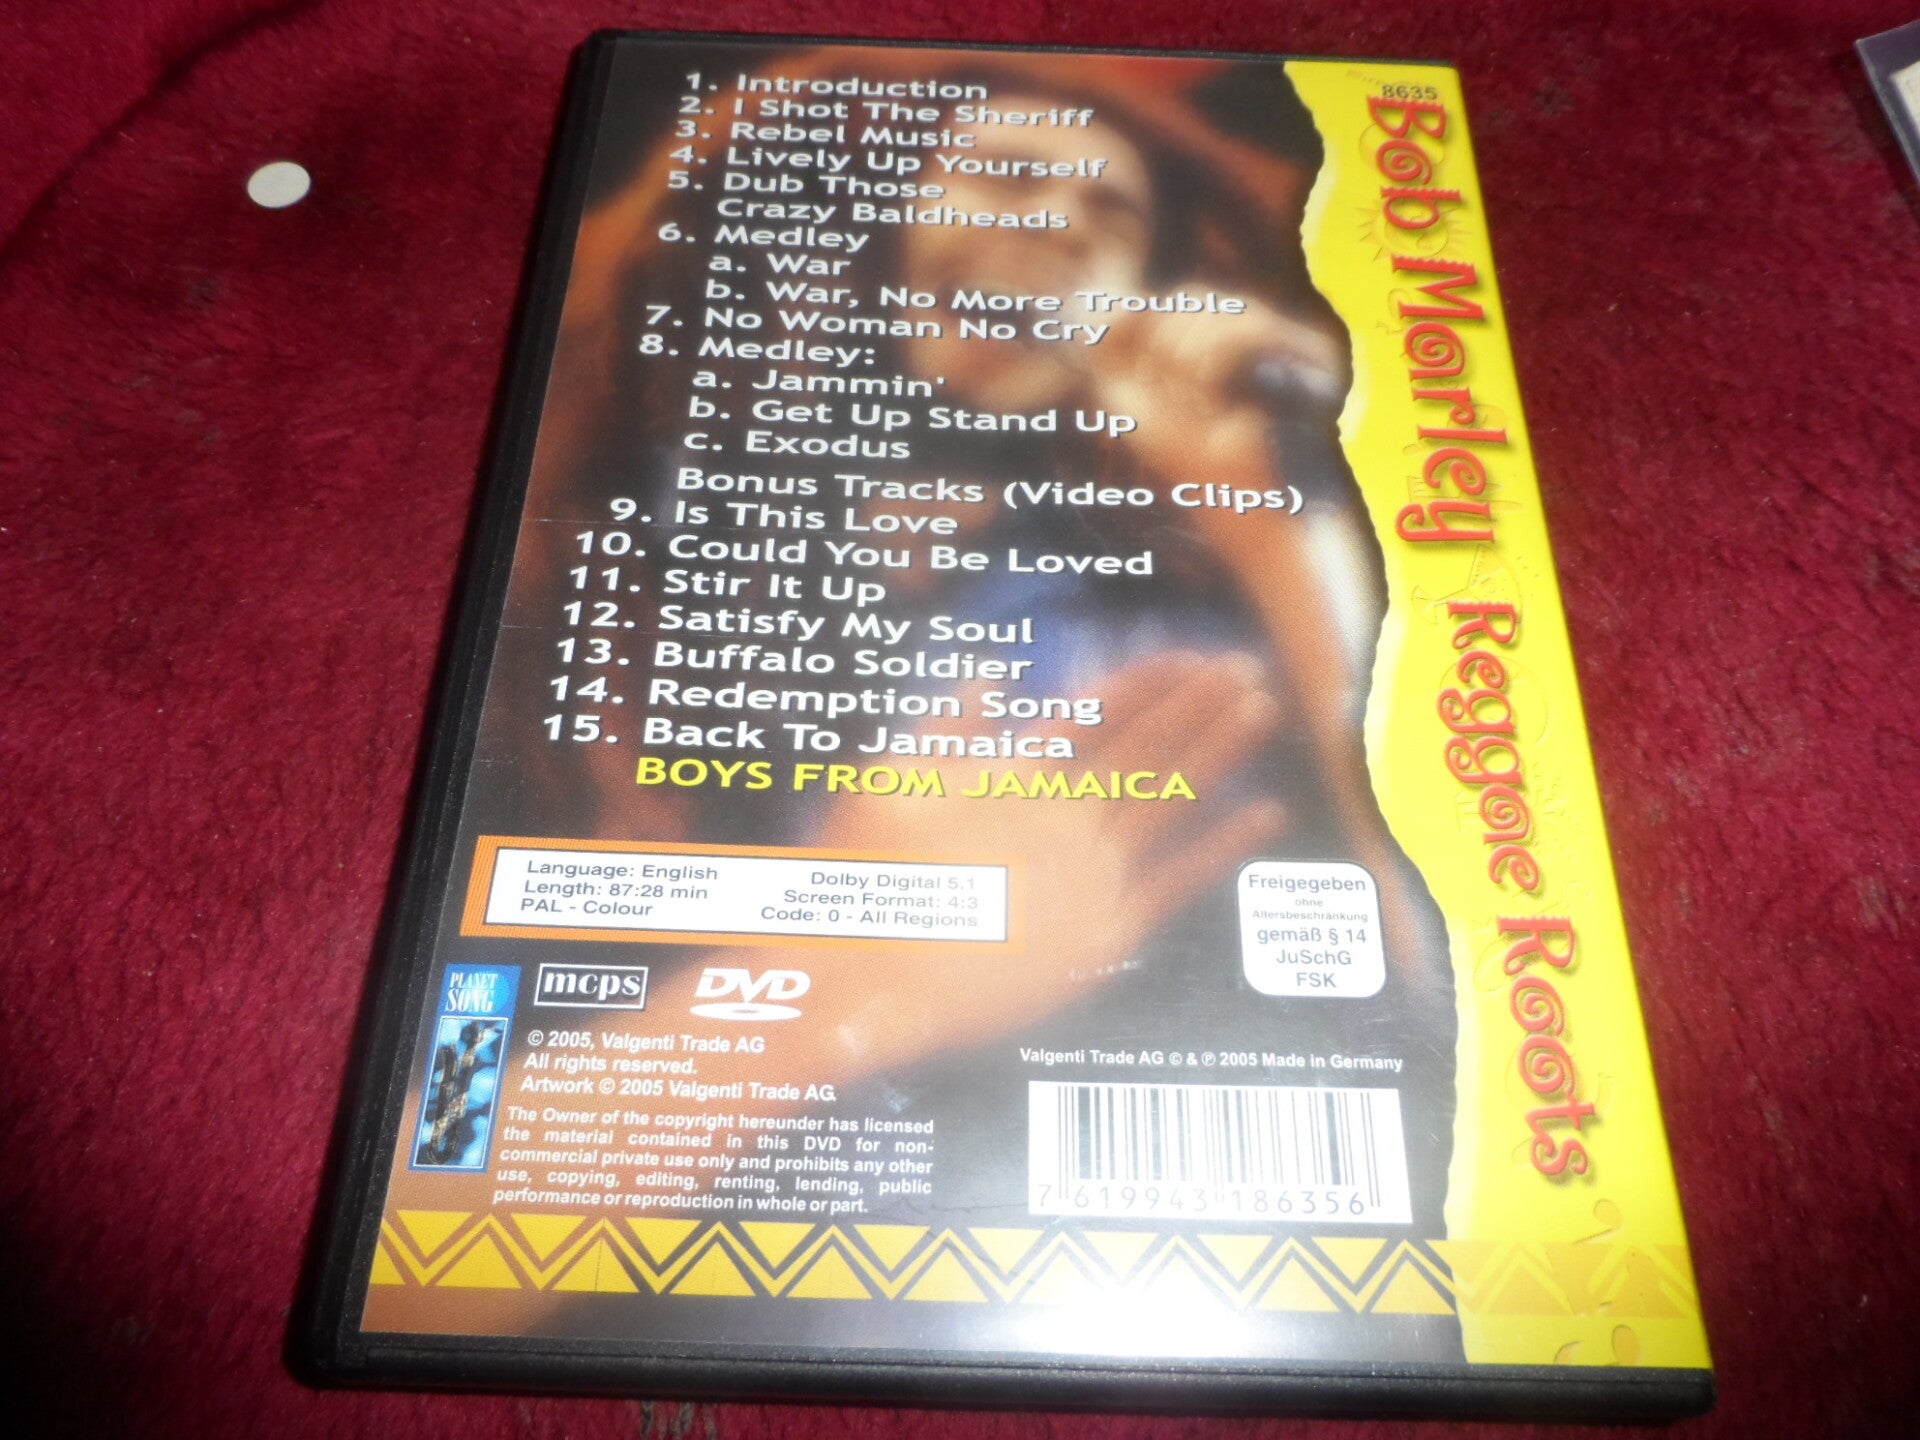 1. Introduction
2. I Shot The Sheriff
3. Rebel Music
4. Lively Up Yourself
5. Dub Those
Crazy Baldheads
6. Medley
a. War
b. War, No More Trouble
7. No Woman No Cry
8. Medley:
a. Jammin'
b. Get Up Stand Up
c. Exodus
Bonus Tracks (Video Clips)
9. Is This Love
10. Could You Be Loved
11. Stir It Up
12. Satisfy My Soul
13. Buffalo Soldier
14. Redemption Song
15. Back To Jamaica
BOYS FROM JAMAICA
8635
Bob Marley Reggae Roots
Language: English
Length: 87:28 min
PAL - Colour
Dolby Digital 5.1
Screen Format: 4:3
Code: 0 - All Regions
Freigegeben
ohne
Altersbeschränkung
gemäß § 14
JuSchG
FSK
PLANET
SONG
mcps
DVD
© 2005, Valgenti Trade AG
All rights reserved.
Artwork © 2005 Valgenti Trade AG.
The Owner of the copyright hereunder has licensed
the material contained in this DVD for non-
commercial private use only and prohibits any other
use, copying, editing, renting, lending, public
performance or reproduction in whole or part.
Valgenti Trade AG © & ℗ 2005 Made in Germany
7 619943 186356